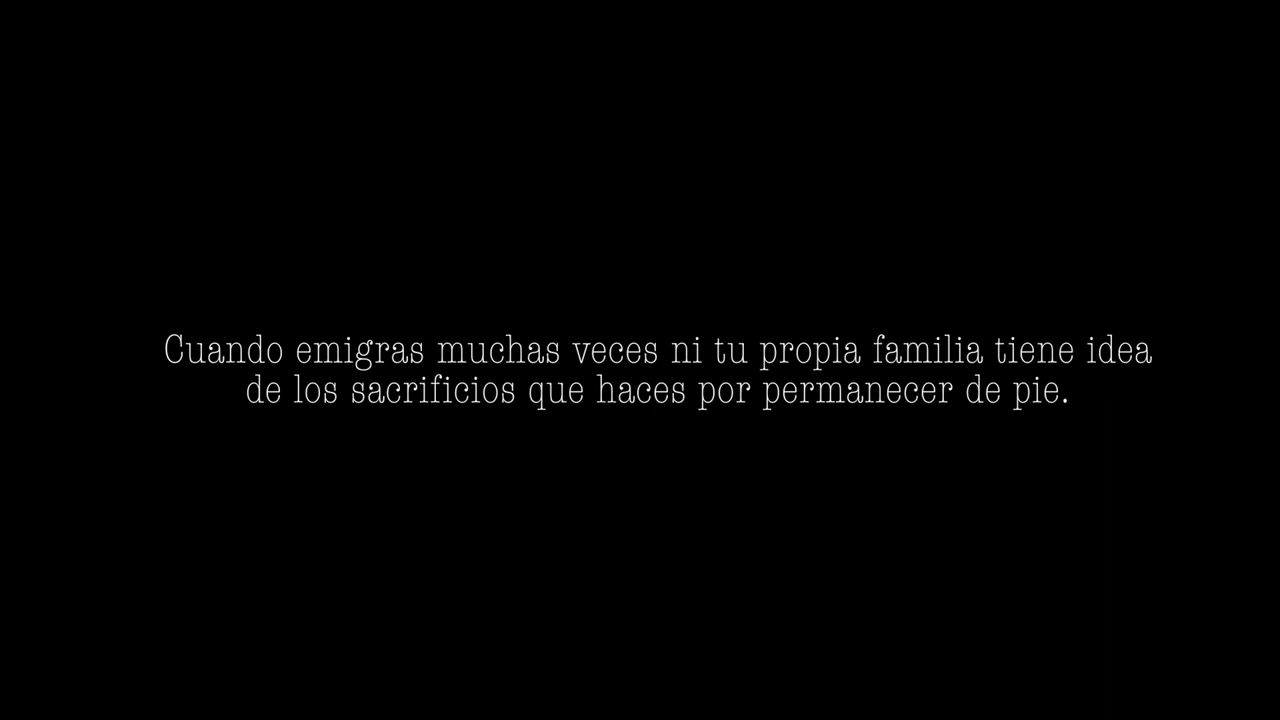 Cuando emigras muchas veces ni tu propia familia tiene idea
de los sacrificios que haces por permanecer de pie.